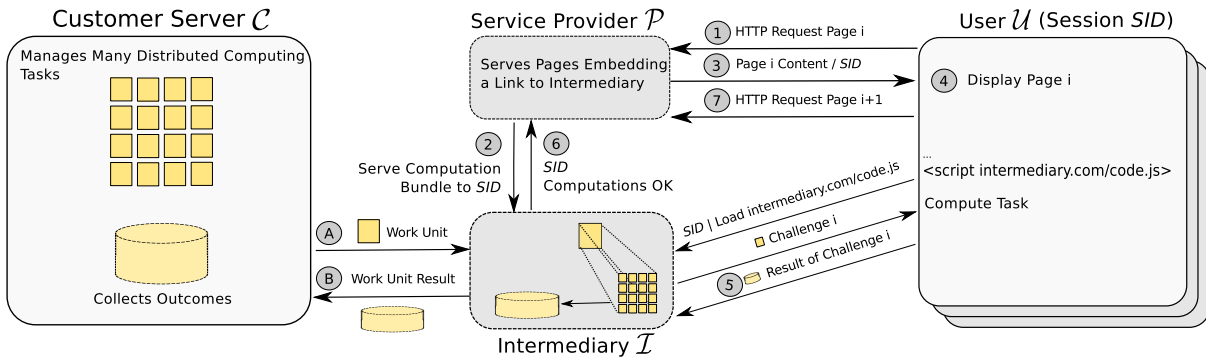 Customer Server C
Manages Many Distributed Computing
Tasks
Collects Outcomes
A
Work Unit
B
Work Unit Result
Service Provider P
Serves Pages Embedding
a Link to Intermediary
2
Serve Computation
Bundle to SID
6
SID
Computations OK
Intermediary I
1
HTTP Request Page i
3
Page i Content / SID
7
HTTP Request Page i+1
SID | Load intermediary.com/code.js
Challenge i
5
Result of Challenge i
User U (Session SID)
4
Display Page i
...
<script intermediary.com/code.js>
Compute Task